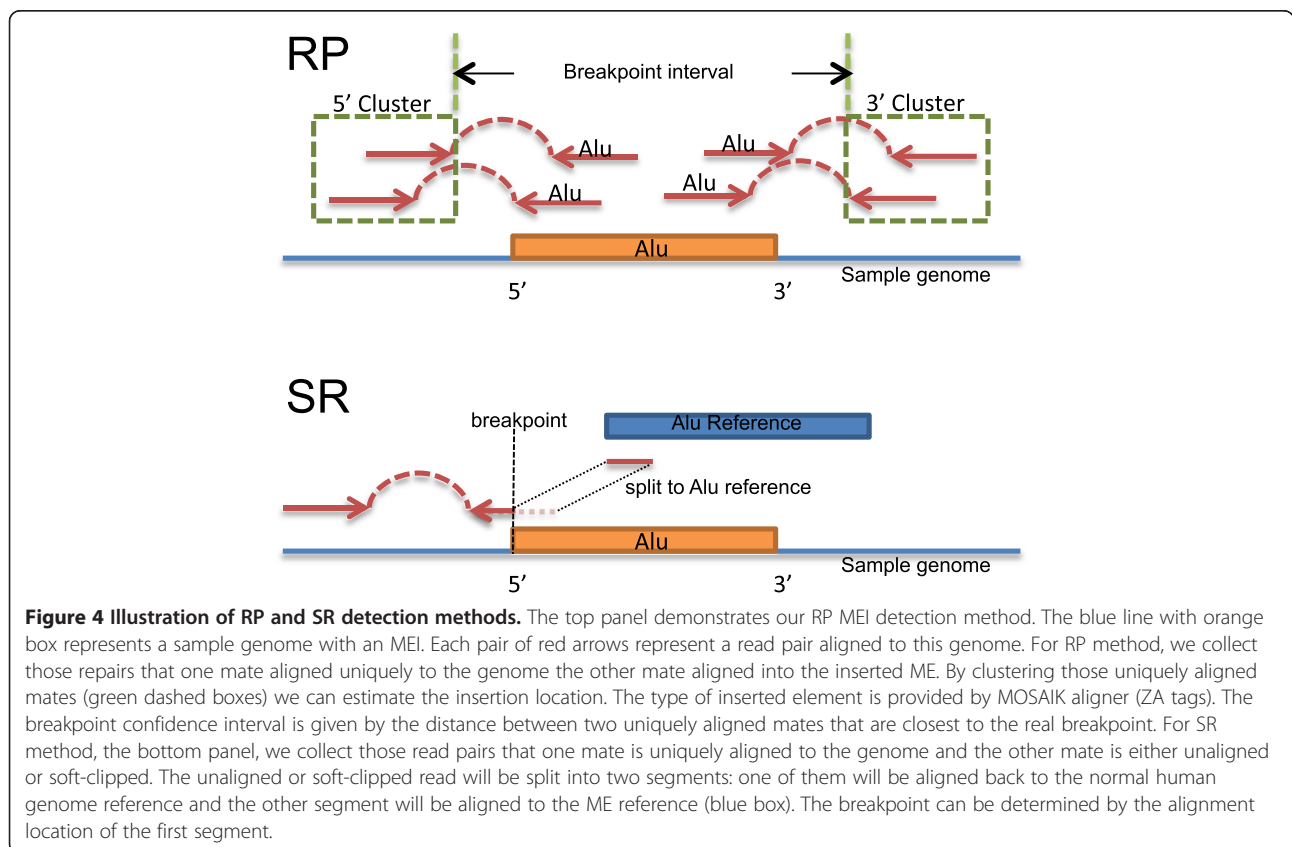 RP
Breakpoint interval
5’ Cluster
3’ Cluster
Alu
Alu
Alu
Alu
Alu
Sample genome
5’
3’
SR
breakpoint
Alu Reference
split to Alu reference
Alu
Sample genome
5’
3’
Figure 4 Illustration of RP and SR detection methods. The top panel demonstrates our RP MEI detection method. The blue line with orange
box represents a sample genome with an MEI. Each pair of red arrows represent a read pair aligned to this genome. For RP method, we collect
those repairs that one mate aligned uniquely to the genome the other mate aligned into the inserted ME. By clustering those uniquely aligned
mates (green dashed boxes) we can estimate the insertion location. The type of inserted element is provided by MOSAIK aligner (ZA tags). The
breakpoint confidence interval is given by the distance between two uniquely aligned mates that are closest to the real breakpoint. For SR
method, the bottom panel, we collect those read pairs that one mate is uniquely aligned to the genome and the other mate is either unaligned
or soft-clipped. The unaligned or soft-clipped read will be split into two segments: one of them will be aligned back to the normal human
genome reference and the other segment will be aligned to the ME reference (blue box). The breakpoint can be determined by the alignment
location of the first segment.